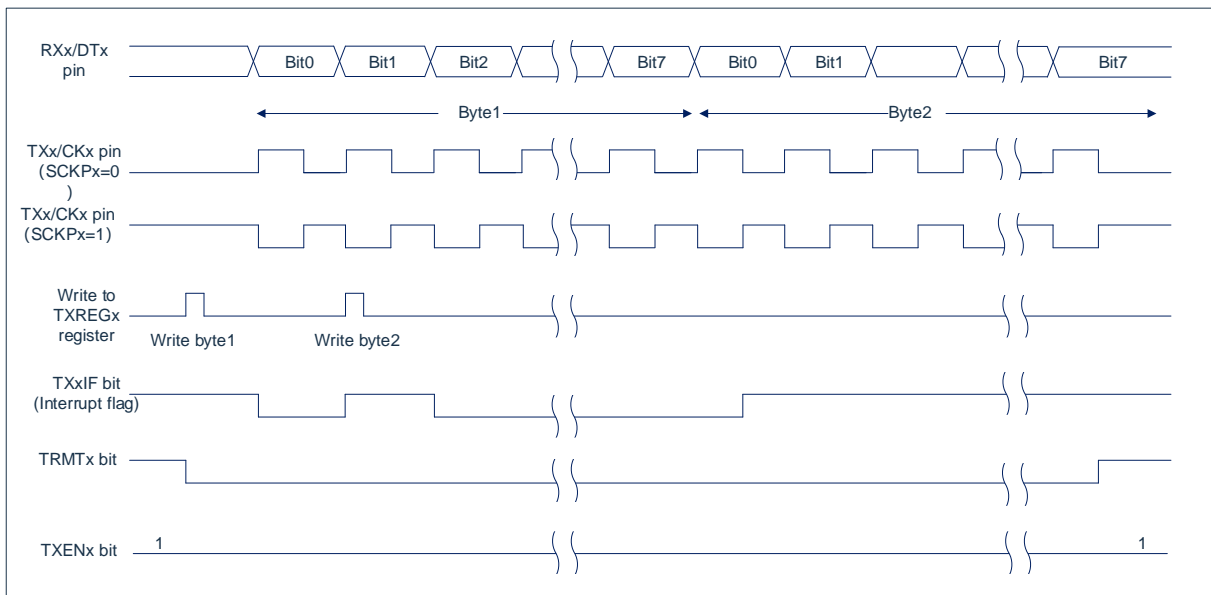 RXx/DTx
pin
Bit0 Bit1 Bit2 Bit7 Bit0 Bit1 Bit7
Byte1 Byte2
TXx/CKx pin
(SCKPx=0
)
TXx/CKx pin
(SCKPx=1)
Write to
TXREGx
register
Write byte1 Write byte2
TXxIF bit
(Interrupt flag)
TRMTx bit
TXENx bit
1 1